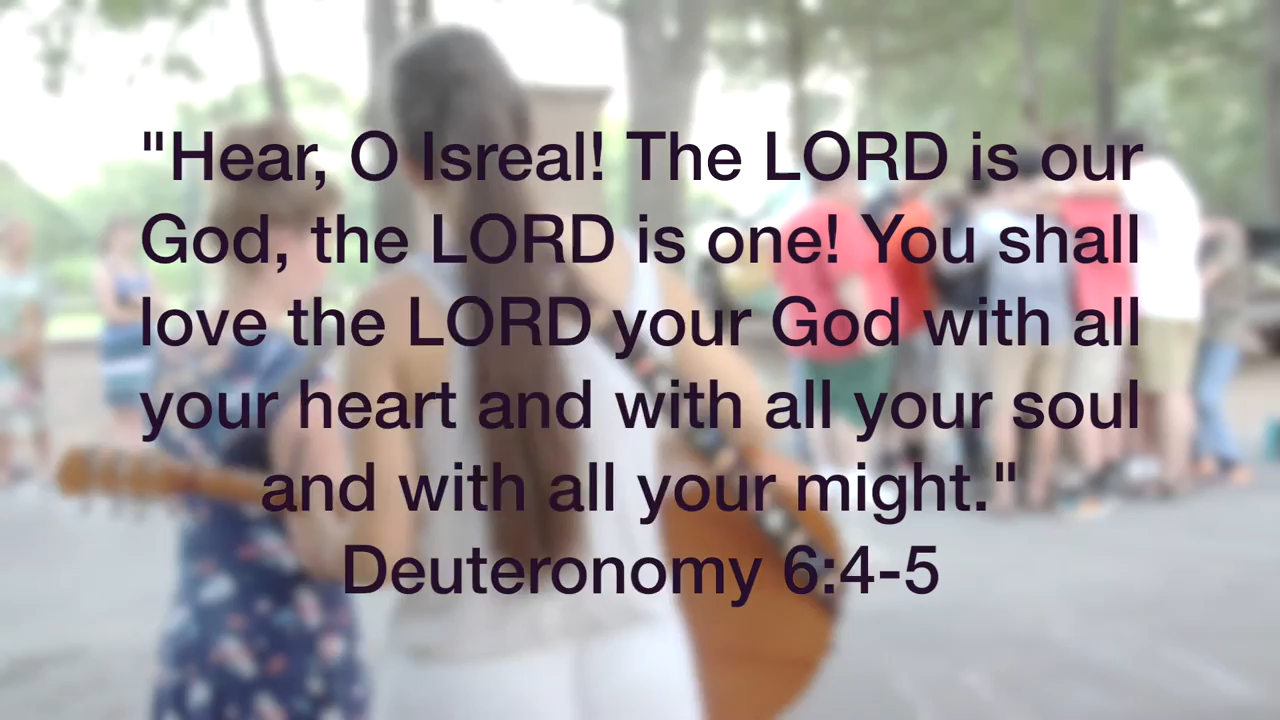 "Hear, O Isreal! The LORD is our
God, the LORD is one! You shall
love the LORD your God with all
your heart and with all your soul
and with all your might."
Deuteronomy 6:4-5